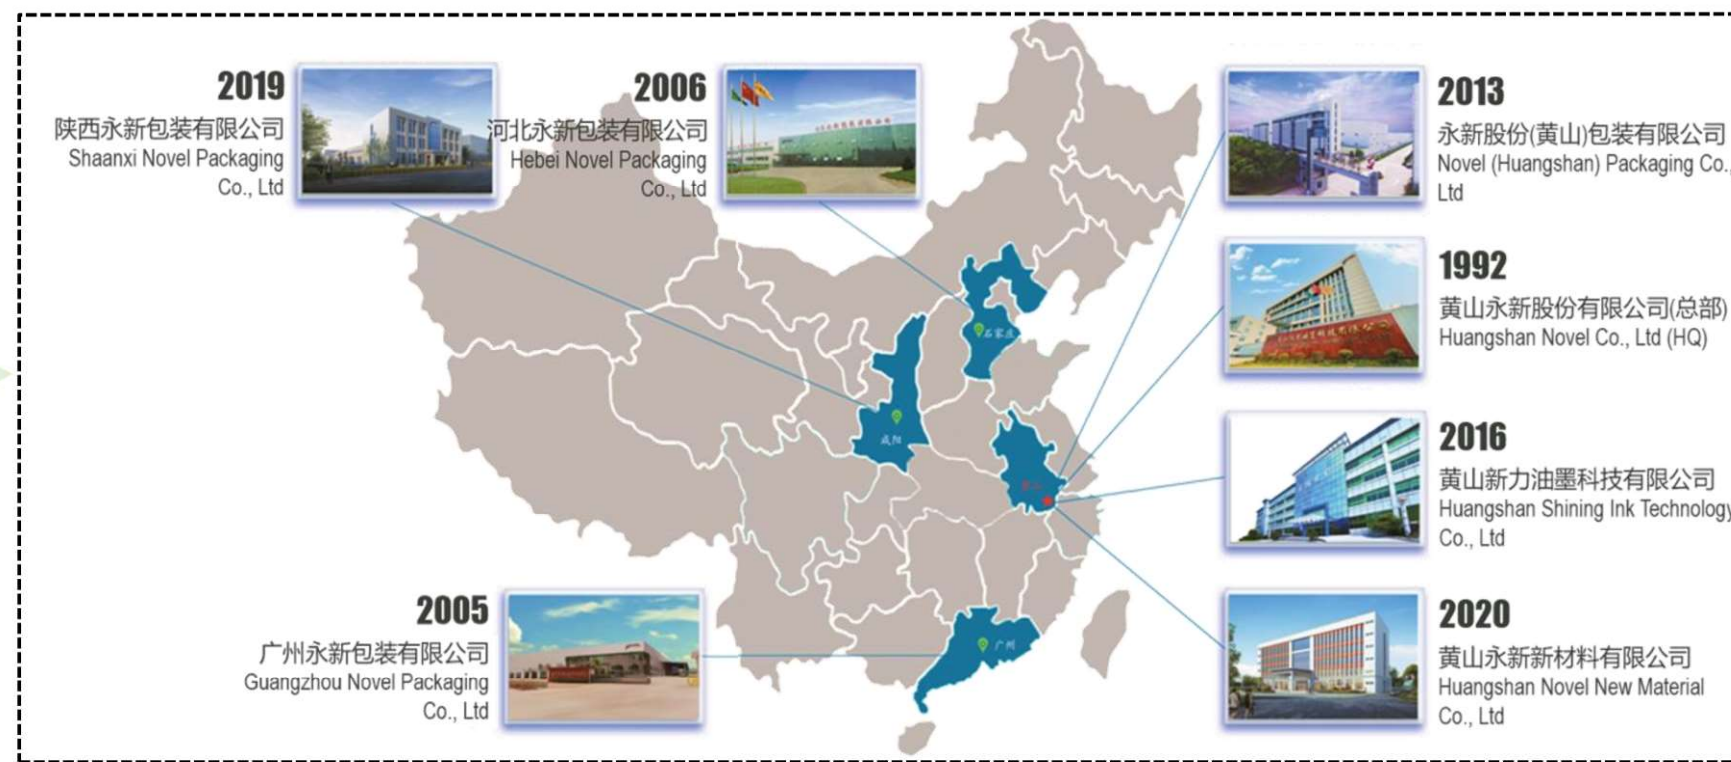 2019
陕西永新包装有限公司
Shaanxi Novel Packaging
Co., Ltd
2006
河北永新包装有限公司
Hebei Novel Packaging
Co., Ltd
2013
永新股份(黄山)包装有限公司
Novel (Huangshan) Packaging Co.,
Ltd
1992
黄山永新股份有限公司(总部)
Huangshan Novel Co., Ltd (HQ)
石家庄
咸阳
2016
黄山新力油墨科技有限公司
Huangshan Shining Ink Technology
Co., Ltd
2005
广州永新包装有限公司
Guangzhou Novel Packaging
Co., Ltd
广州
2020
黄山永新新材料有限公司
Huangshan Novel New Material
Co., Ltd